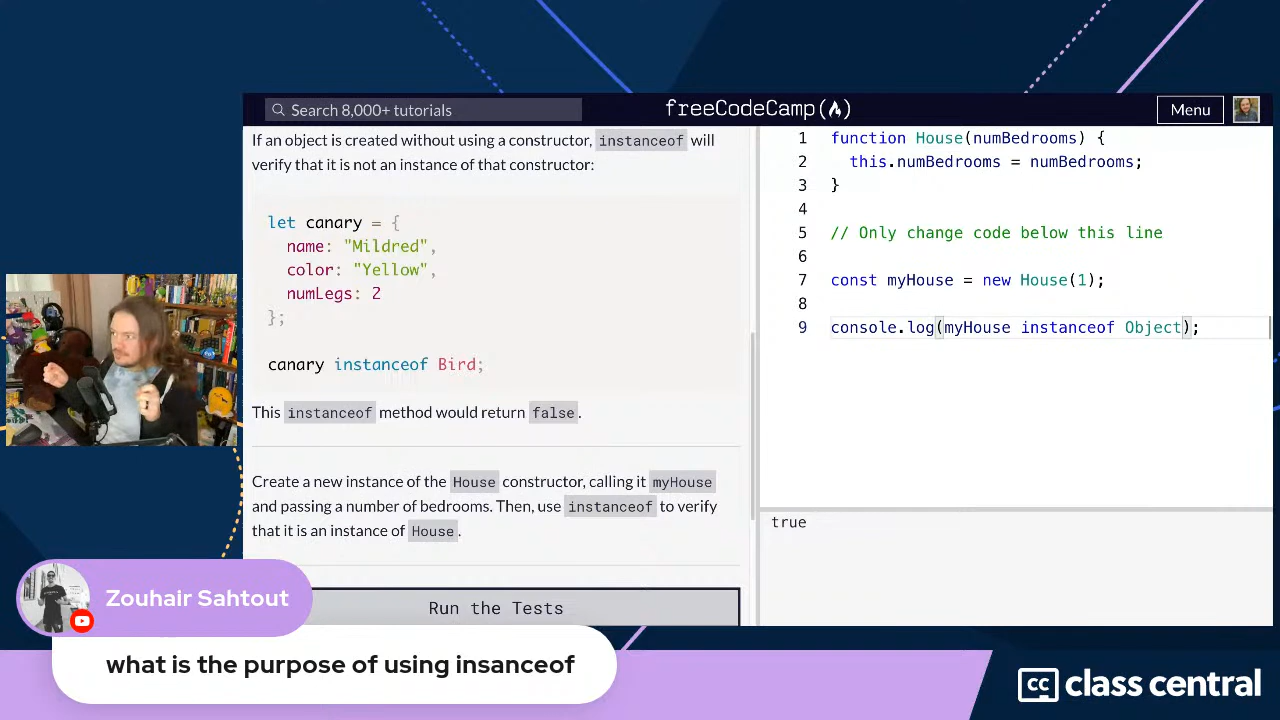 Search 8,000+ tutorials
freeCodeCamp
Menu
If an object is created without using a constructor, instanceof will
verify that it is not an instance of that constructor:
let canary = {
name: "Mildred",
color: "Yellow",
numLegs: 2
};
canary instanceof Bird;
This instanceof method would return false.
Create a new instance of the House constructor, calling it myHouse
and passing a number of bedrooms. Then, use instanceof to verify
that it is an instance of House.
Run the Tests
1 function House(numBedrooms) {
2 this.numBedrooms = numBedrooms;
3 }
4
5 // Only change code below this line
6
7 const myHouse = new House(1);
8
9 console.log(myHouse instanceof Object);
true
Zouhair Sahtout
what is the purpose of using insanceof
cc class central